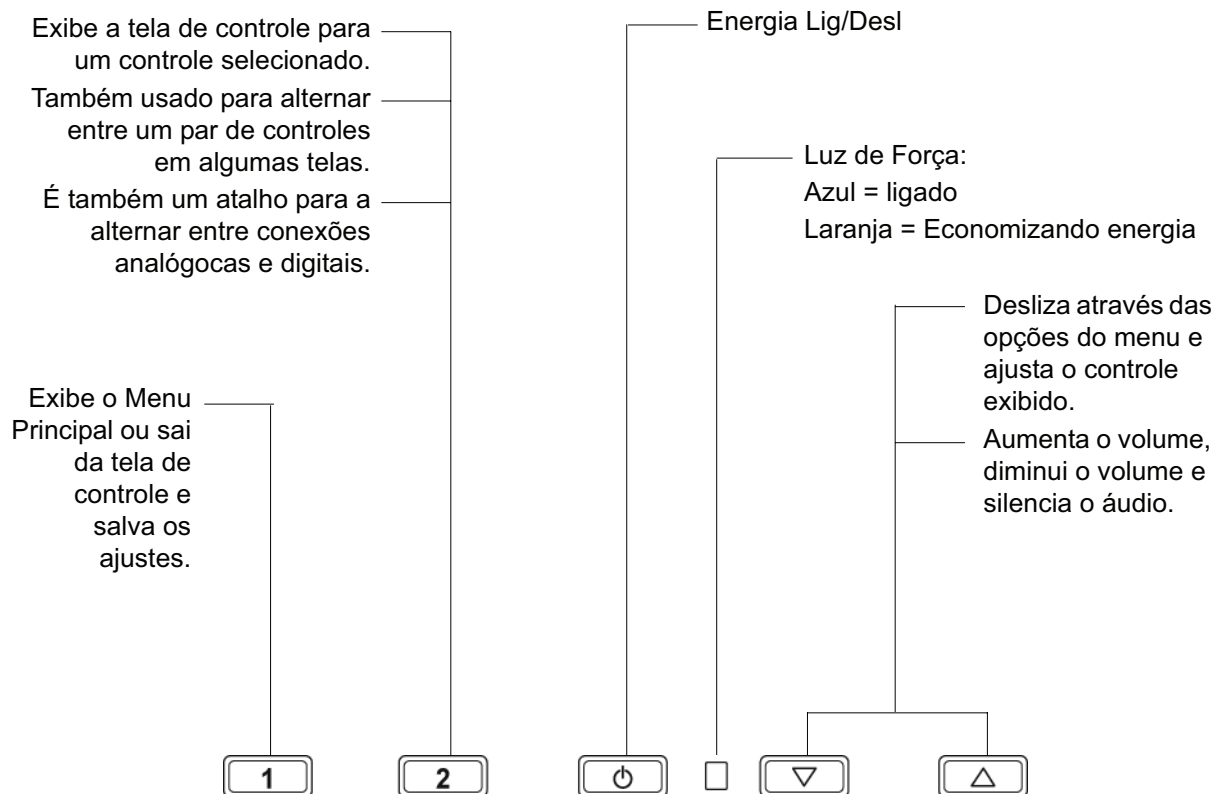 Exibe a tela de controle para
um controle selecionado.
Também usado para alternar
entre um par de controles
em algumas telas.
É também um atalho para a
alternar entre conexões
analógocas e digitais.
Energia Lig/Desl
Luz de Força:
Azul = ligado
Laranja = Economizando energia
Desliza através das
opções do menu e
ajusta o controle
exibido.
Aumenta o volume,
diminui o volume e
silencia o áudio.
Exibe o Menu
Principal ou sai
da tela de
controle e
salva os
ajustes.
1
2